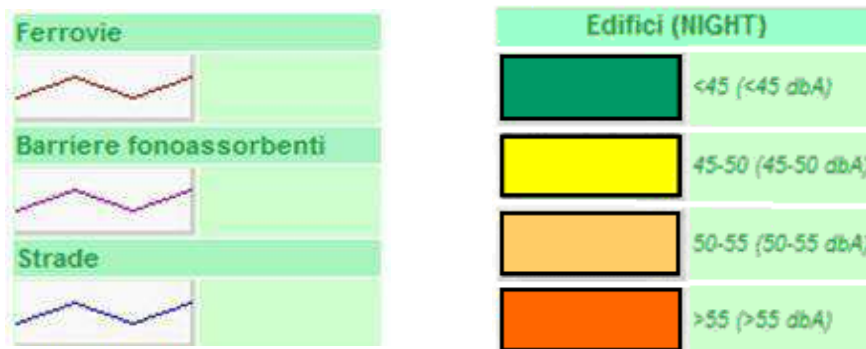 Ferrovie
Barriere fonoassorbenti
Strade
Edifici (NIGHT)
<45 (<45 dbA)
45-50 (45-50 dbA)
50-55 (50-55 dbA)
>55 (>55 dbA)